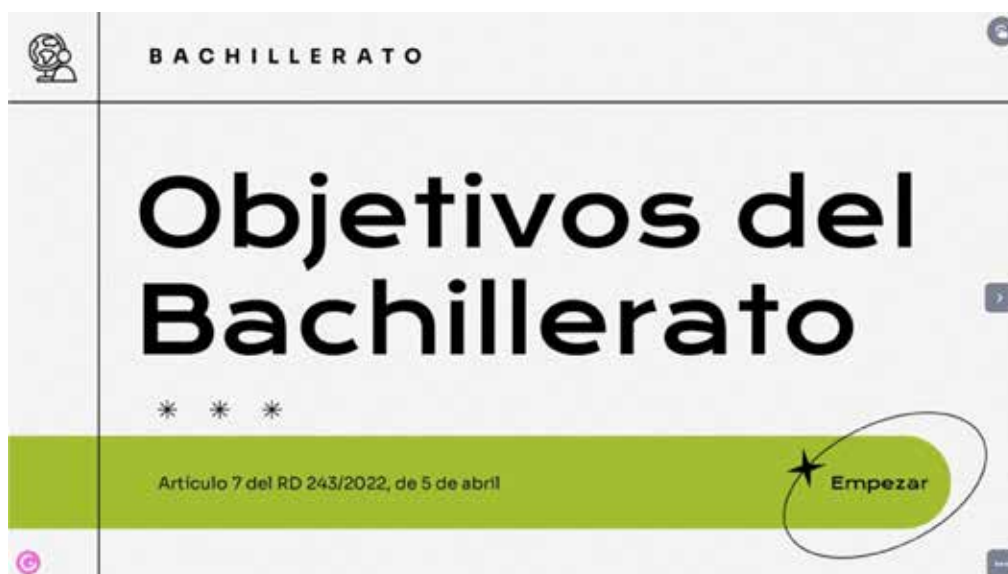 BACHILLERATO
Objetivos del
Bachillerato
Artículo 7 del RD 243/2022, de 5 de abril
Empezar